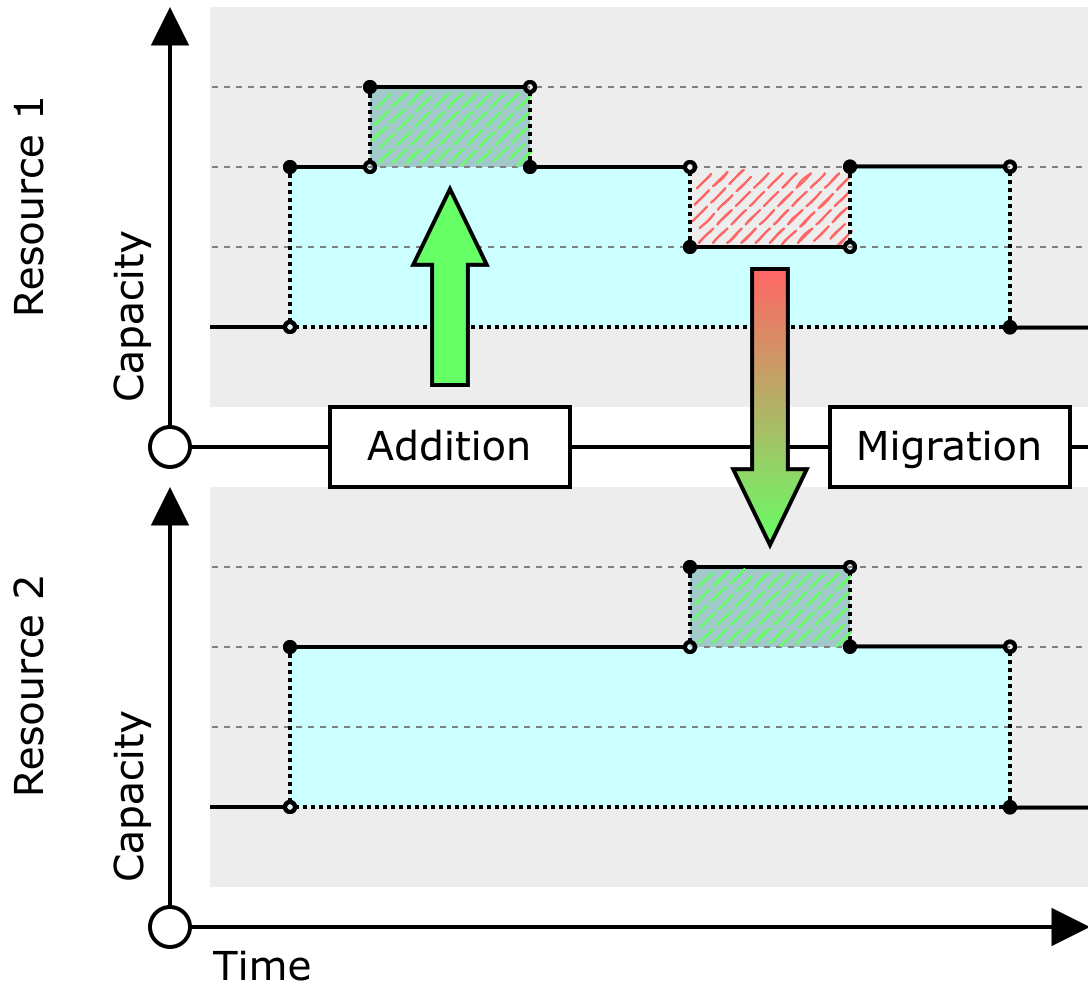 Resource 1
Capacity
Addition
Migration
Resource 2
Capacity
Time